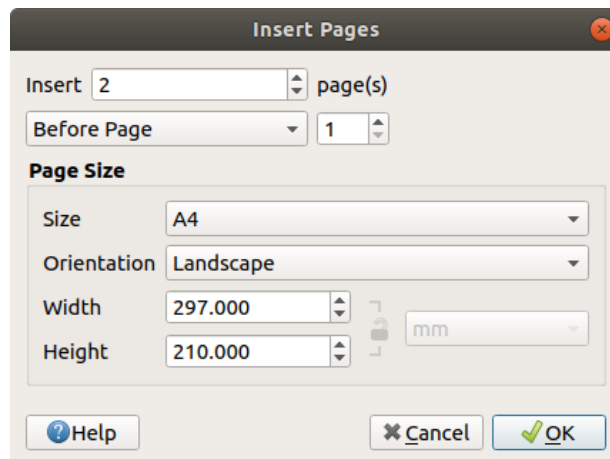 Insert Pages
Insert 2 page(s)
Before Page 1
Page Size
Size A4
Orientation Landscape
Width 297.000
mm
Height 210.000
Help Cancel OK